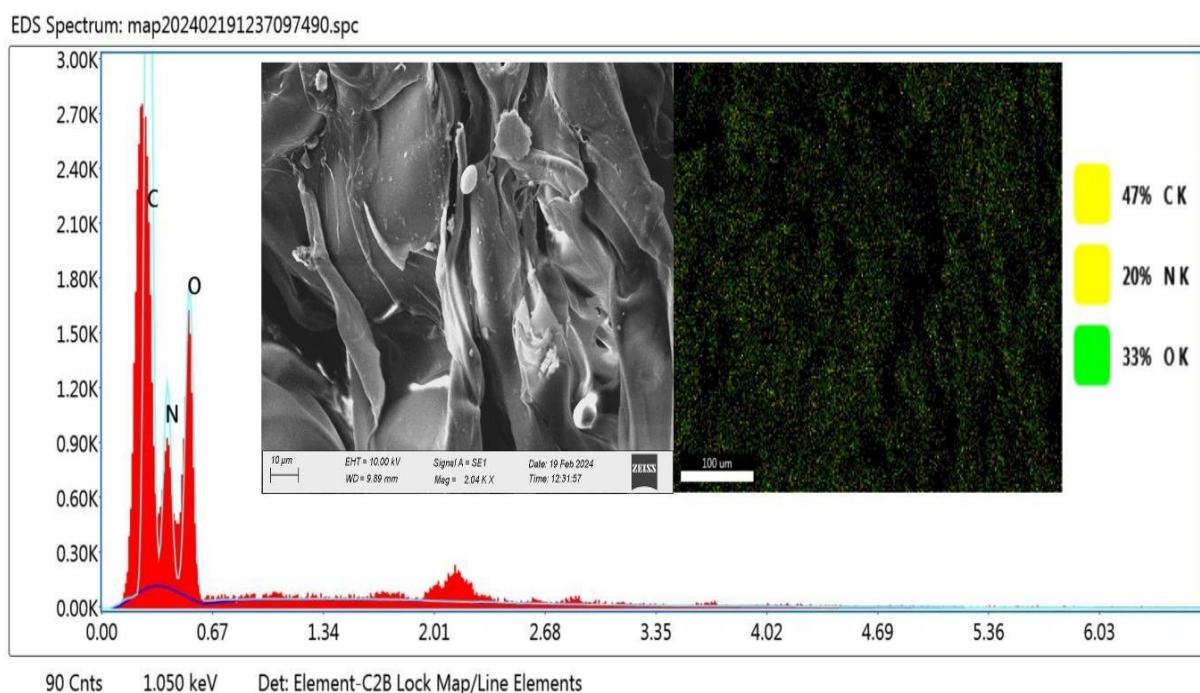 EDS Spectrum: map202402191237097490.spc
3.00K
2.70K
2.40K
2.10K
1.80K
1.50K
1.20K
0.90K
0.60K
0.30K
0.00K
C
N
O
10 µm
EHT = 10.00 kV
Signal A = SE1
Date: 19 Feb 2024
WD = 9.89 mm
Mag = 2.04 K X
Time: 12:31:57
ZEISS
100 um
47% C K
20% N K
33% O K
0.00 0.67 1.34 2.01 2.68 3.35 4.02 4.69 5.36 6.03
90 Cnts 1.050 keV Det: Element-C2B Lock Map/Line Elements